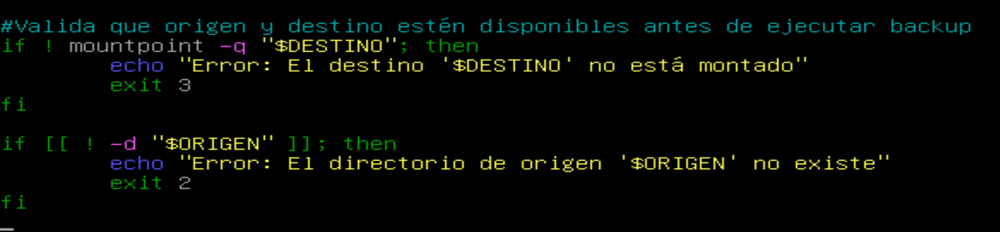 #Valida que origen y destino estén disponibles antes de ejecutar backup
if ! mountpoint -q "$DESTINO"; then
        echo "Error: El destino '$DESTINO' no está montado"
        exit 3
fi

if [[ ! -d "$ORIGEN" ]]; then
        echo "Error: El directorio de origen '$ORIGEN' no existe"
        exit 2
fi